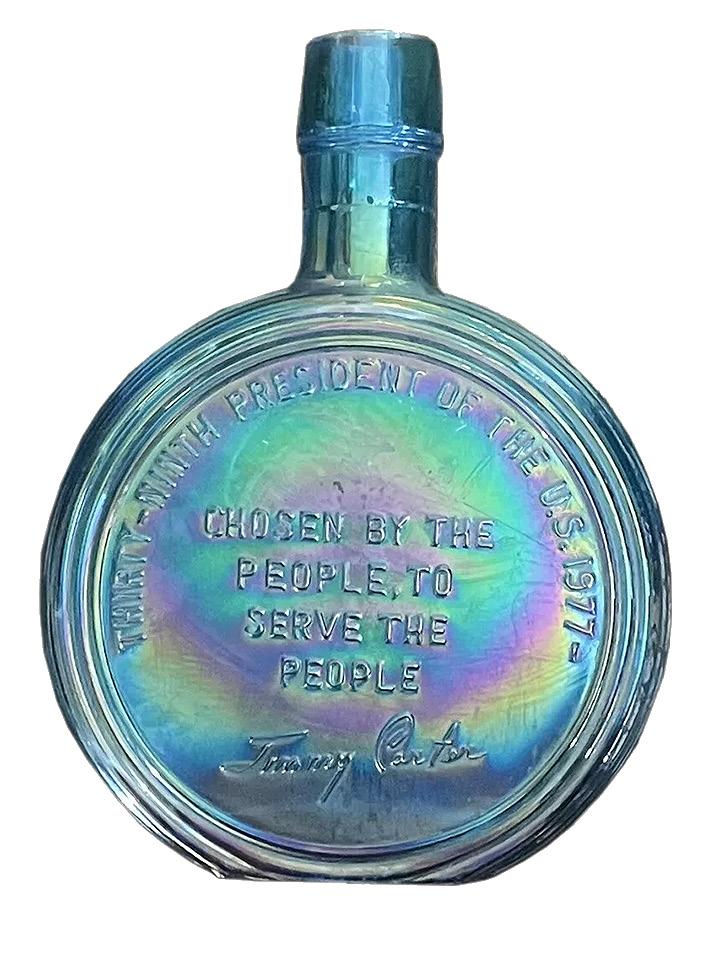 THIRTY-NINTH PRESIDENT OF THE U.S. 1977-
CHOSEN BY THE
PEOPLE, TO
SERVE THE
PEOPLE
Jimmy Carter